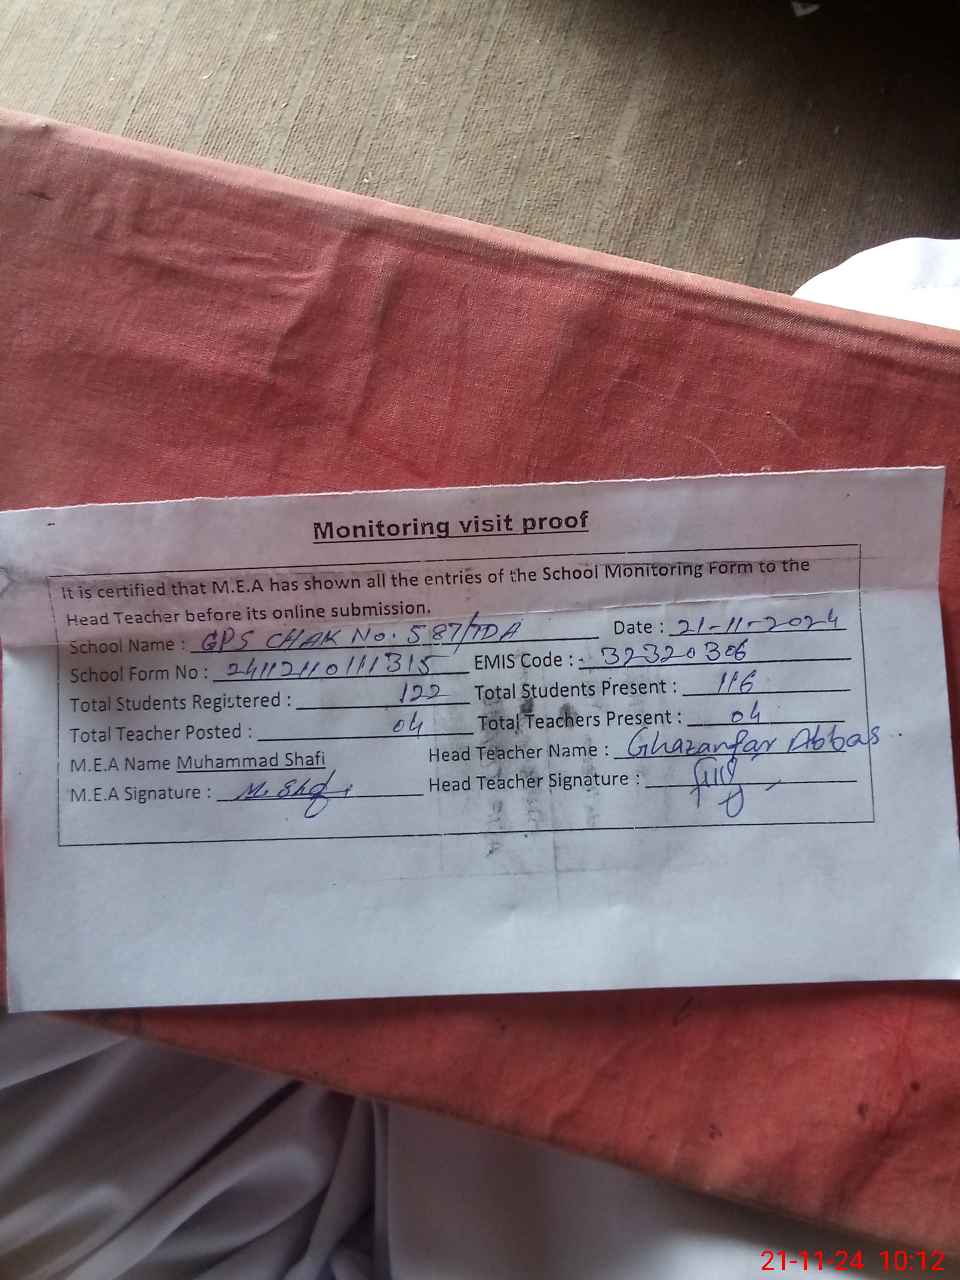 Monitoring visit proof
It is certified that M.E.A has shown all the entries of the School Monitoring Form to the
Head Teacher before its online submission.
School Name : GPS CHAK No. 587/TDA Date : 21-11-2024
School Form No : 24112110111315 EMIS Code : 32320306
Total Students Registered : 122 Total Students Present : 116
Total Teacher Posted : 04 Total Teachers Present : 04
M.E.A Name Muhammad Shafi Head Teacher Name : Ghazanfar Abbas
M.E.A Signature : Head Teacher Signature :
21-11-24 10:12